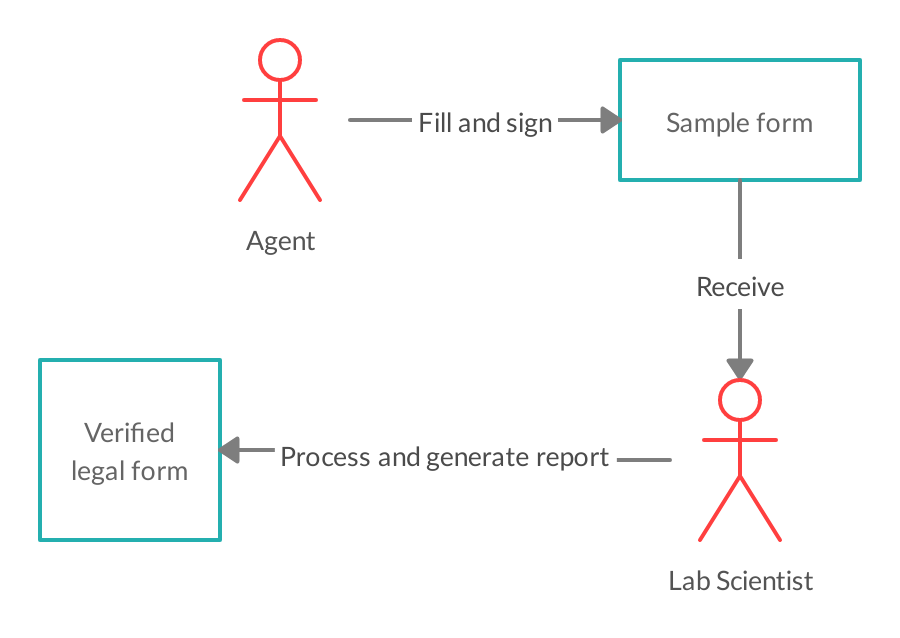 Fill and sign
Sample form
Agent
Receive
Verified
legal form
Process and generate report
Lab Scientist